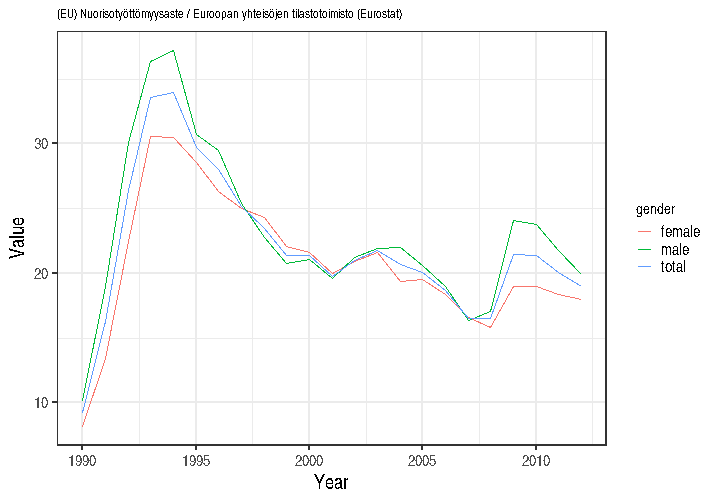 (EU) Nuorisotyöttömyysaste / Euroopan yhteisöjen tilastotoimisto (Eurostat)
30
20
10
Value
1990 1995 2000 2005 2010
Year
gender
female
male
total